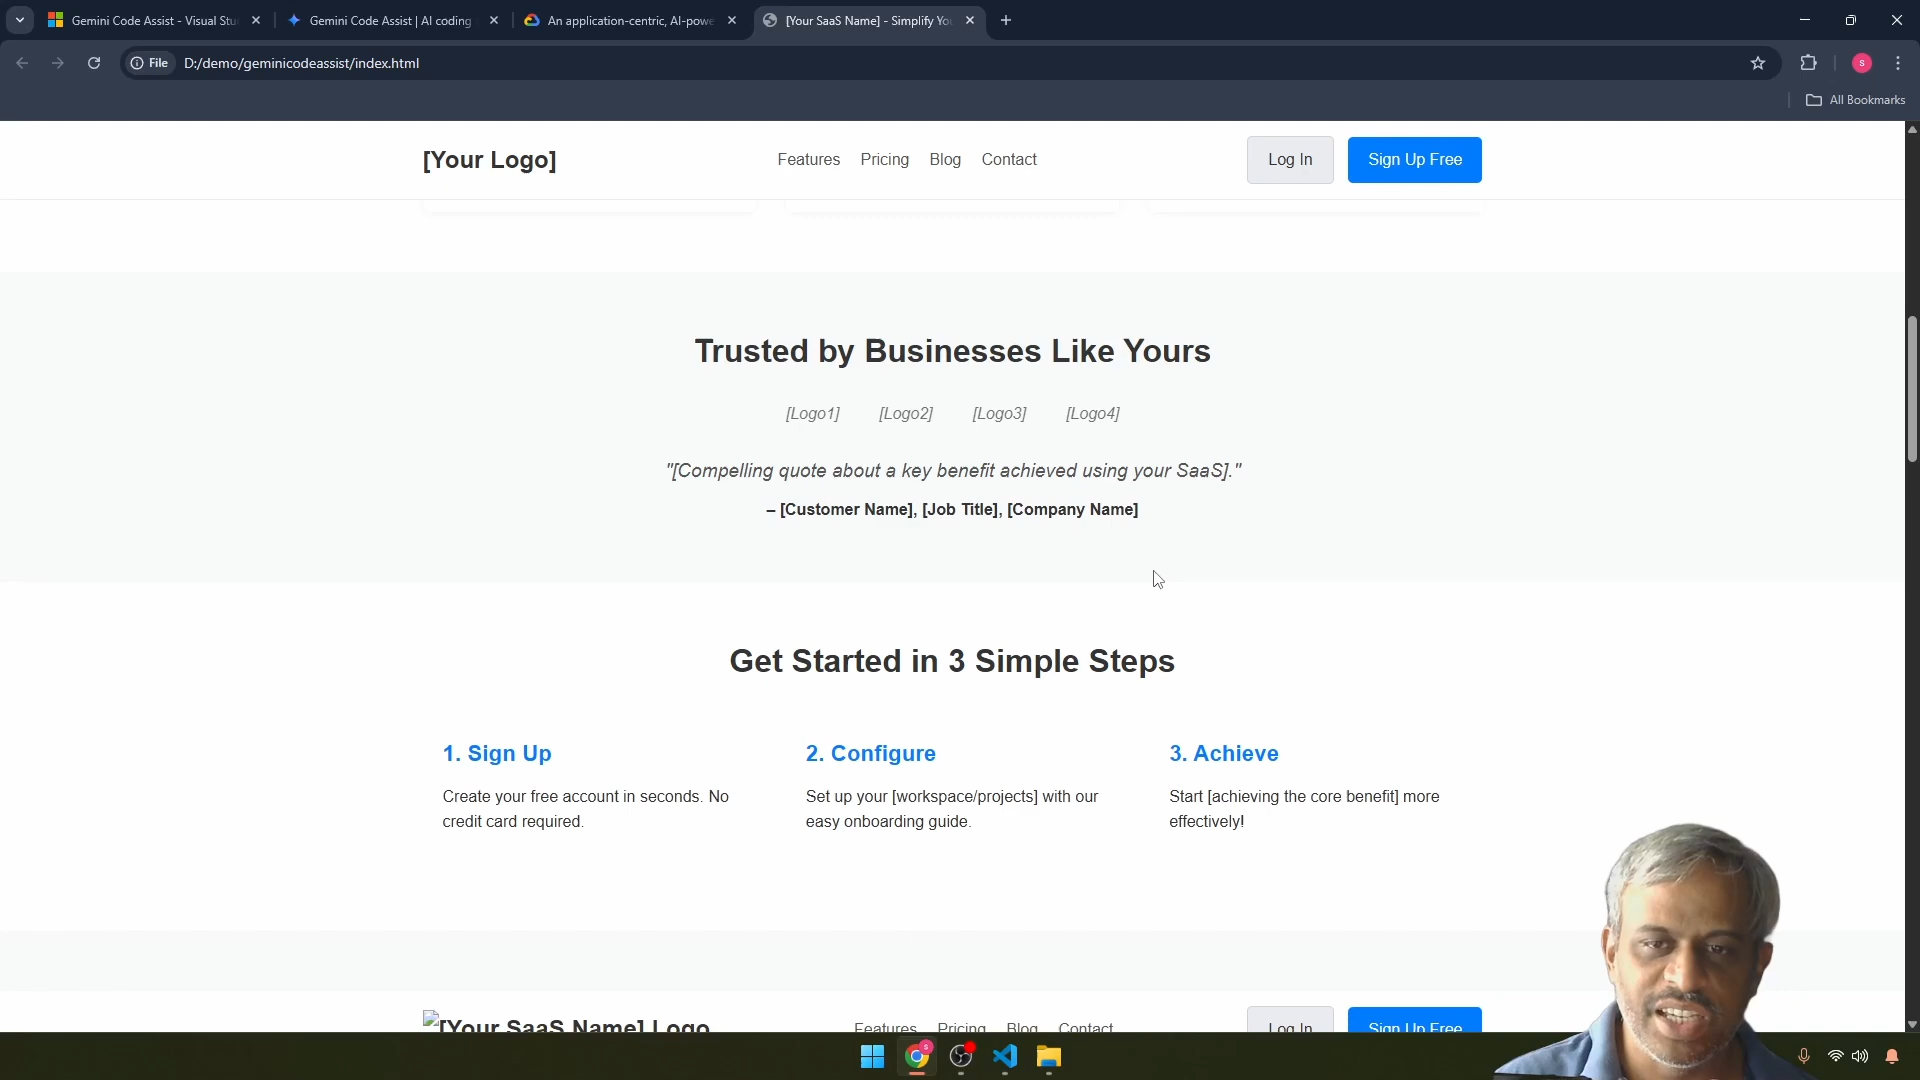 Gemini Code Assist - Visual Stu
Gemini Code Assist | AI coding
An application-centric, AI-powe
[Your SaaS Name] - Simplify You
File
D:/demo/geminicodeassist/index.html
S
All Bookmarks
[Your Logo]
Features
Pricing
Blog
Contact
Log In
Sign Up Free
Trusted by Businesses Like Yours
[Logo1]
[Logo2]
[Logo3]
[Logo4]
"[Compelling quote about a key benefit achieved using your SaaS]."
– [Customer Name], [Job Title], [Company Name]
Get Started in 3 Simple Steps
1. Sign Up
Create your free account in seconds. No
credit card required.
2. Configure
Set up your [workspace/projects] with our
easy onboarding guide.
3. Achieve
Start [achieving the core benefit] more
effectively!
[Your SaaS Name] Logo
Features
Pricing
Blog
Contact
Log In
Sign Up Free